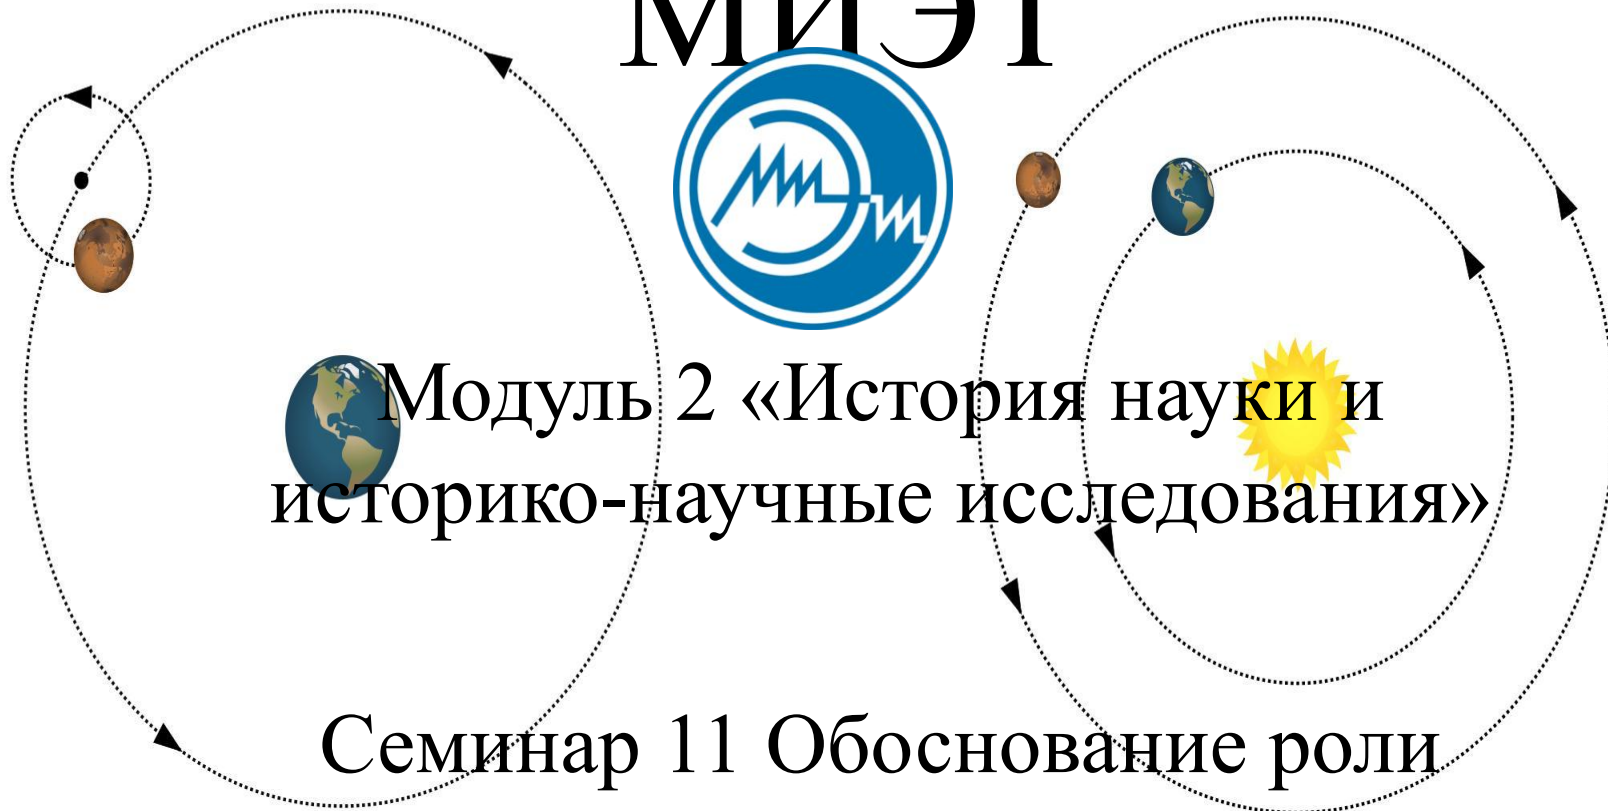 МИЭТ
Модуль 2 «История науки и
историко-научные исследования»
Семинар 11 Обоснование роли